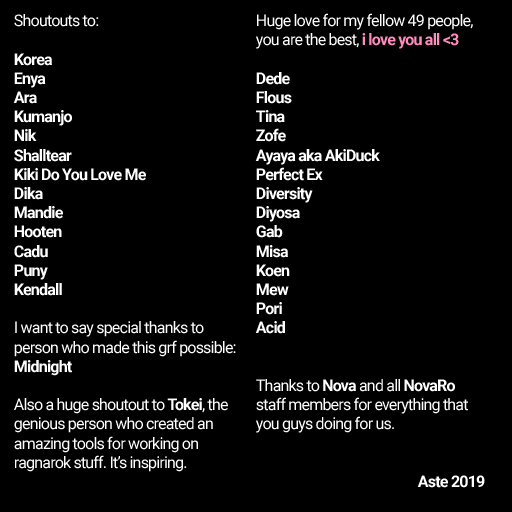 Shoutouts to:
Korea
Enya
Ara
Kumanjo
Nik
Shalltear
Kiki Do You Love Me
Dika
Mandie
Hooten
Cadu
Puny
Kendall
I want to say special thanks to
person who made this grf possible:
Midnight
Also a huge shoutout to Tokei, the
genious person who created an
amazing tools for working on
ragnarok stuff. It's inspiring.
Huge love for my fellow 49 people,
you are the best, i love you all <3
Dede
Flous
Tina
Zofe
Ayaya aka AkiDuck
Perfect Ex
Diversity
Diyosa
Gab
Misa
Koen
Mew
Pori
Acid
Thanks to Nova and all NovaRo
staff members for everything that
you guys doing for us.
Aste 2019